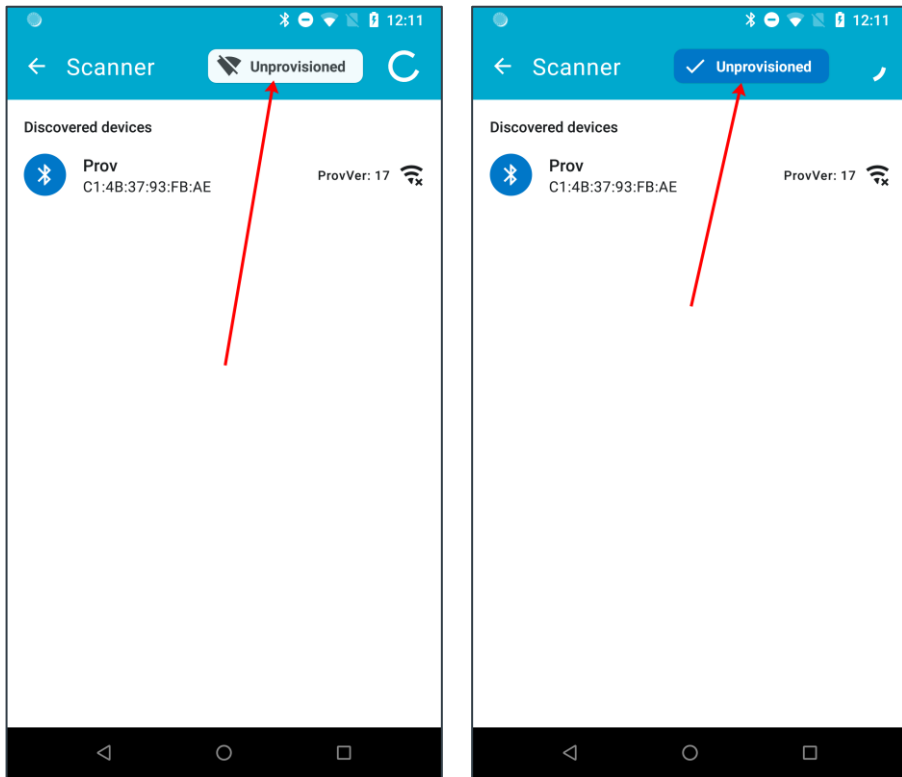 12:11
Scanner
Unprovisioned
Discovered devices
Prov
C1:4B:37:93:FB:AE
ProvVer: 17
12:11
Scanner
Unprovisioned
Discovered devices
Prov
C1:4B:37:93:FB:AE
ProvVer: 17